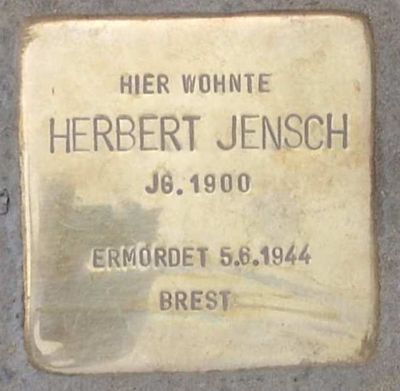 HIER WOHNTE
HERBERT JENSCH
JG. 1900
ERMORDET 5.6.1944
BREST